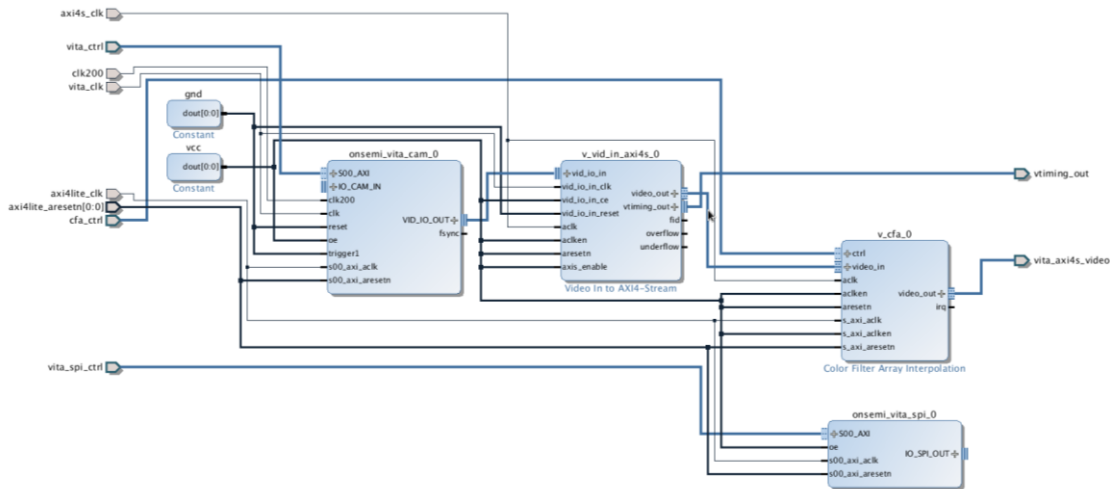 axi4s_clk
vita_ctrl
clk200
vita_clk
gnd
dout[0:0]
Constant
vcc
dout[0:0]
Constant
axi4lite_clk
axi4lite_aresetn[0:0]
cfa_ctrl
vita_spi_ctrl
onsemi_vita_cam_0
S00_AXI
IO_CAM_IN
clk200
clk
reset
oe
trigger1
s00_axi_aclk
s00_axi_aresetn
VID_IO_OUT
fsync
v_vid_in_axi4s_0
vid_io_in
vid_io_in_clk
vid_io_in_ce
vid_io_in_reset
aclk
aclken
aresetn
axis_enable
video_out
vtiming_out
fid
overflow
underflow
Video In to AXI4-Stream
v_cfa_0
ctrl
video_in
aclk
aclken
aresetn
s_axi_aclk
s_axi_aclken
s_axi_aresetn
video_out
irq
Color Filter Array Interpolation
onsemi_vita_spi_0
S00_AXI
oe
s00_axi_aclk
s00_axi_aresetn
IO_SPI_OUT
vtiming_out
vita_axi4s_video